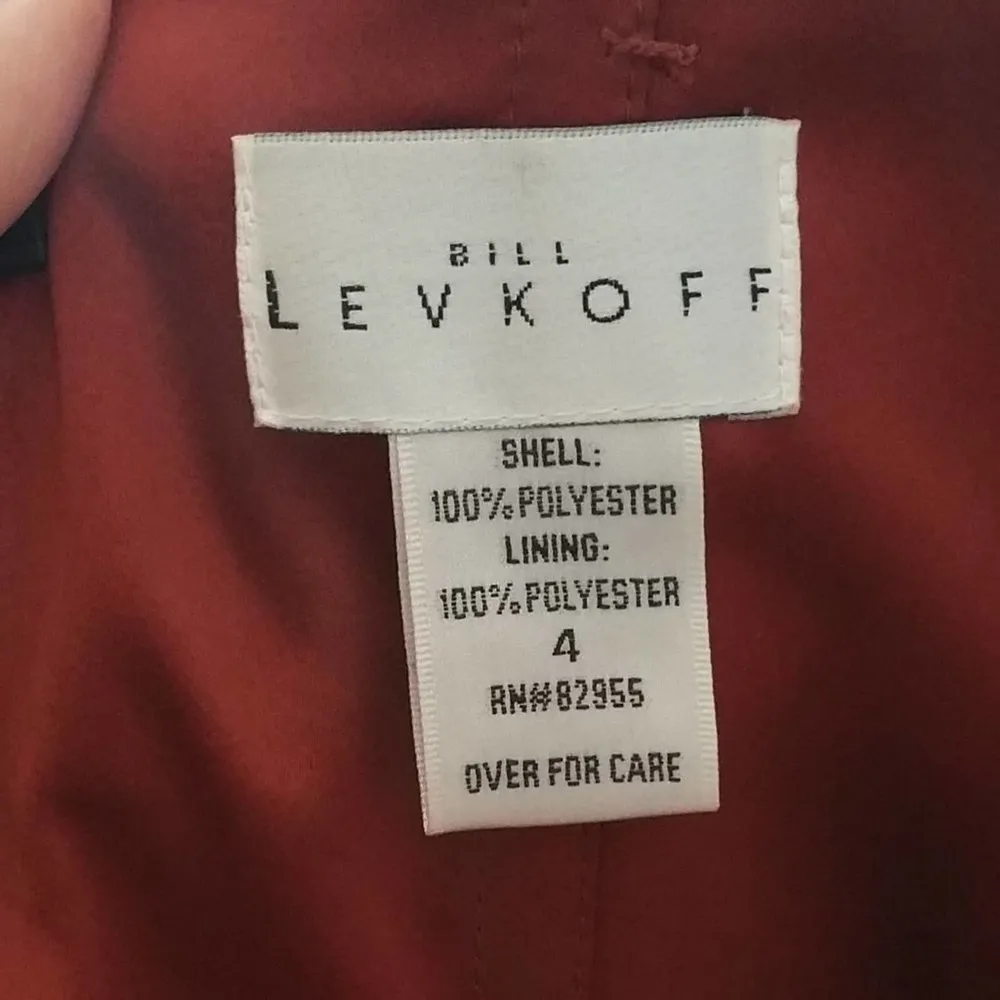 BILL
LEVKOFF
SHELL:
100% POLYESTER
LINING:
100% POLYESTER
4
RN#82955
OVER FOR CARE